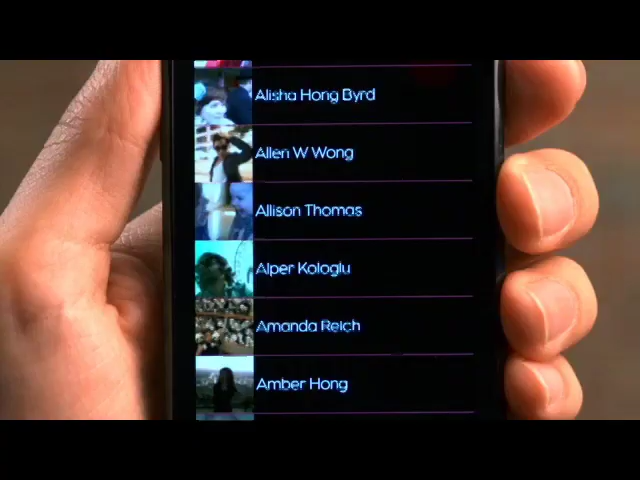 Alisha Hong Byrd
Allen W Wong
Allison Thomas
Alper Kologlu
Amanda Reich
Amber Hong